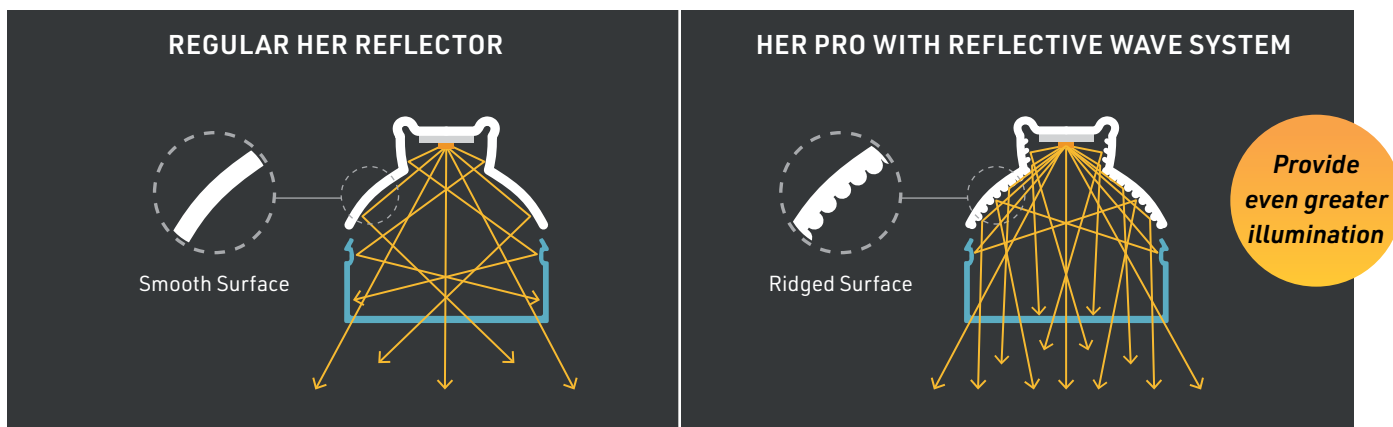 REGULAR HER REFLECTOR
Smooth Surface
HER PRO WITH REFLECTIVE WAVE SYSTEM
Ridged Surface
Provide
even greater
illumination